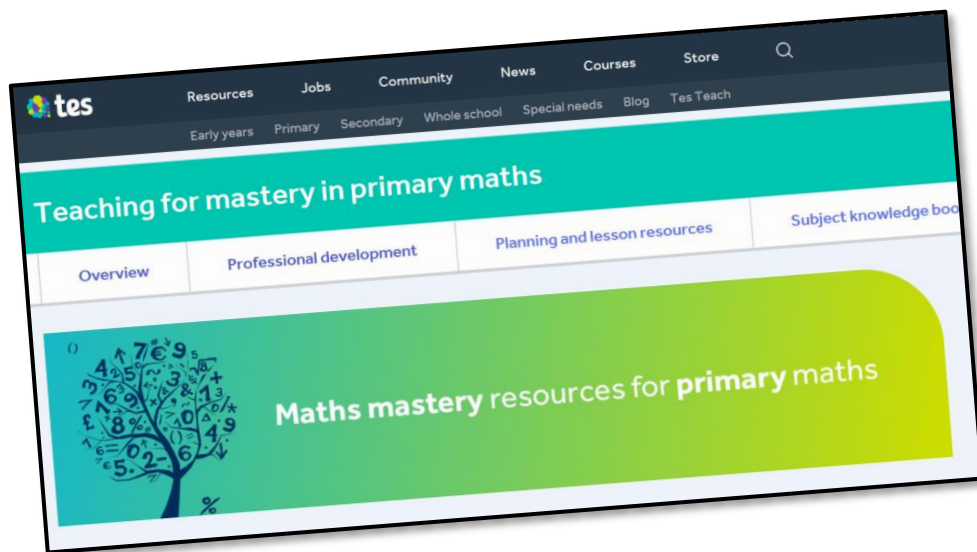 tes
Resources Jobs Community News Courses Store
Early years Primary Secondary Whole school Special needs Blog Tes Teach
Teaching for mastery in primary maths
Overview Professional development Planning and lesson resources Subject knowledge boo
Maths mastery resources for primary maths